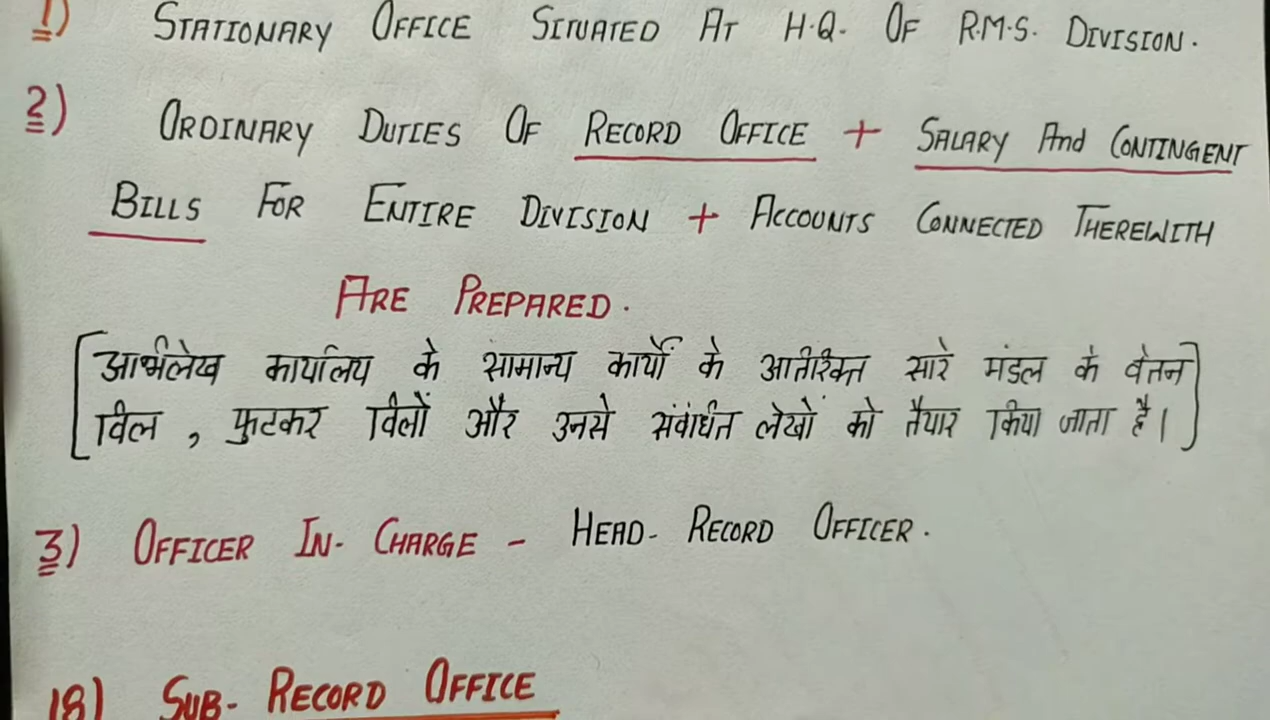 1) STATIONARY OFFICE SITUATED AT H.Q. OF R.M.S. DIVISION.
2) ORDINARY DUTIES OF RECORD OFFICE + SALARY And CONTINGENT
BILLS FOR ENTIRE DIVISION + ACCOUNTS CONNECTED THEREWITH
ARE PREPARED.
[अभिलेख कार्यालय के सामान्य कार्यों के अतिरिक्त सारे मंडल के वेतन
विल, फुटकर विलों और उनसे संबंधित लेखों को तैयार किया जाता है।]
3) OFFICER IN-CHARGE - HEAD-RECORD OFFICER.
18) SUB-RECORD OFFICE